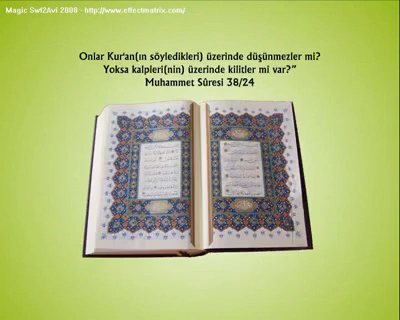 Magic Swf2Avi 2008 - http://www.effectmatrix.com/
Onlar Kur'an(ın söyledikleri) üzerinde düşünmezler mi?
Yoksa kalpleri(nin) üzerinde kilitler mi var?”
Muhammet Sûresi 38/24